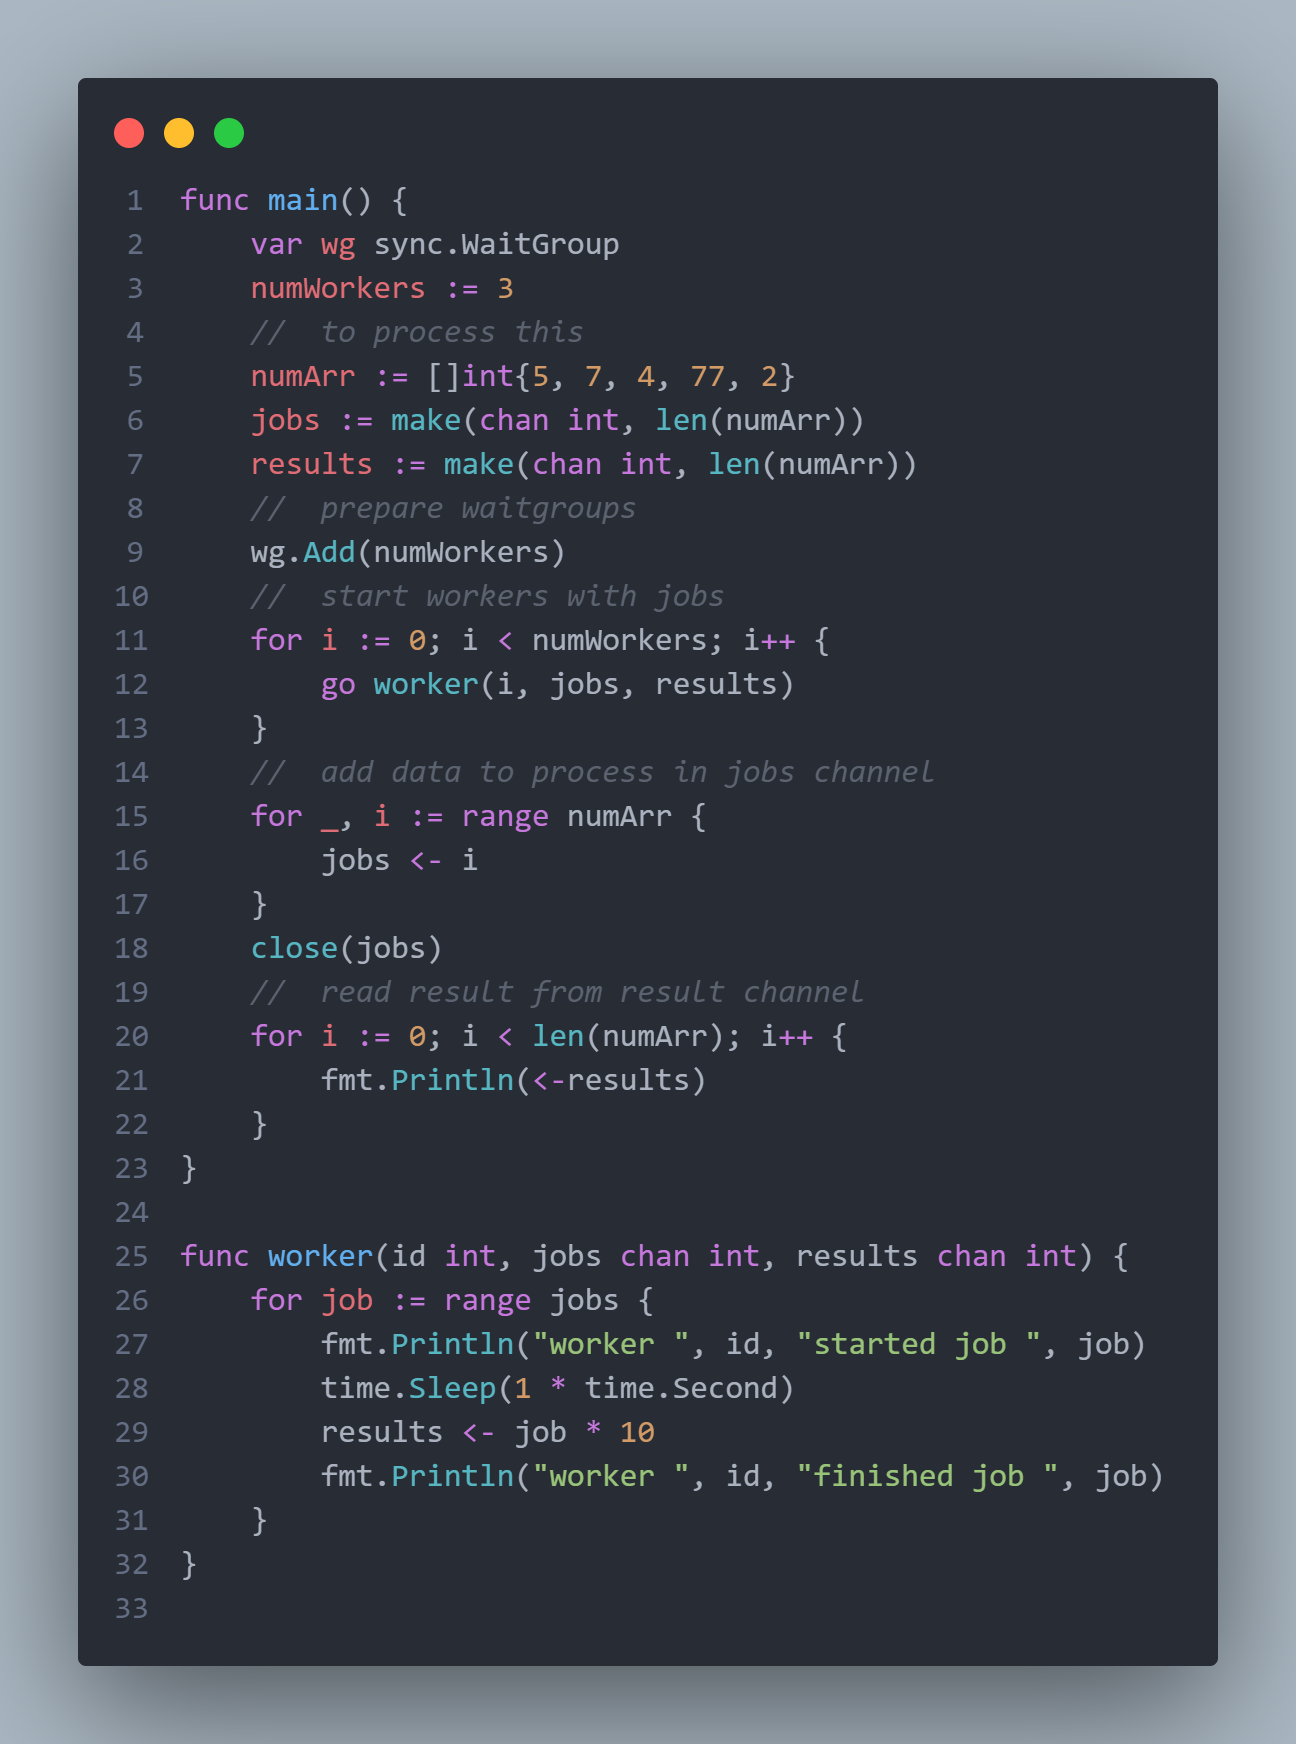 1 func main() {
2     var wg sync.WaitGroup
3     numWorkers := 3
4     //  to process this
5     numArr := []int{5, 7, 4, 77, 2}
6     jobs := make(chan int, len(numArr))
7     results := make(chan int, len(numArr))
8     //  prepare waitgroups
9     wg.Add(numWorkers)
10     //  start workers with jobs
11     for i := 0; i < numWorkers; i++ {
12         go worker(i, jobs, results)
13     }
14     //  add data to process in jobs channel
15     for _, i := range numArr {
16         jobs <- i
17     }
18     close(jobs)
19     //  read result from result channel
20     for i := 0; i < len(numArr); i++ {
21         fmt.Println(<-results)
22     }
23 }
24
25 func worker(id int, jobs chan int, results chan int) {
26     for job := range jobs {
27         fmt.Println("worker ", id, "started job ", job)
28         time.Sleep(1 * time.Second)
29         results <- job * 10
30         fmt.Println("worker ", id, "finished job ", job)
31     }
32 }
33